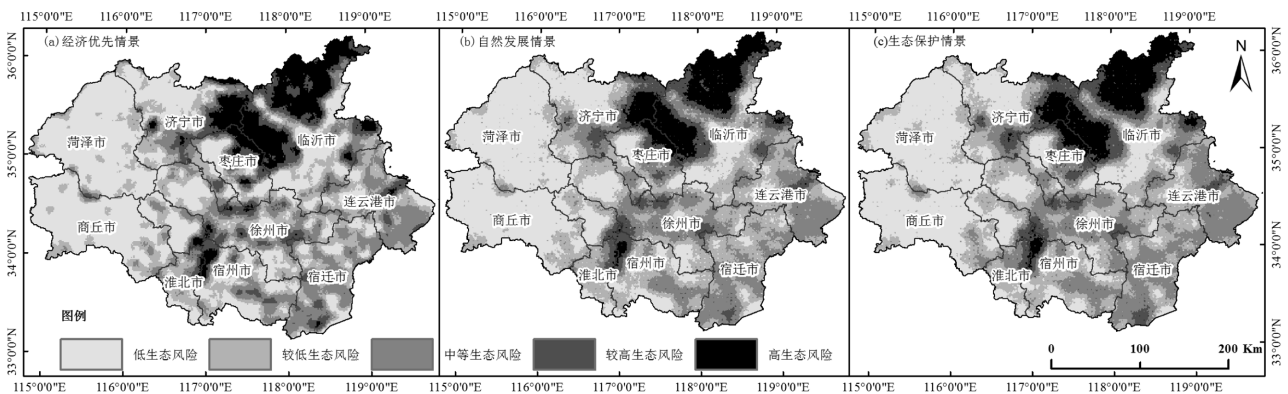 115°0'0"E 116°0'0"E 117°0'0"E 118°0'0"E 119°0'0"E 115°0'0"E 116°0'0"E 117°0'0"E 118°0'0"E 119°0'0"E 115°0'0"E 116°0'0"E 117°0'0"E 118°0'0"E 119°0'0"E
(a) 经济优先情景
(b) 自然发展情景
(c) 生态保护情景
N
36°0'0"N 35°0'0"N 34°0'0"N 33°0'0"N
菏泽市 济宁市 临沂市 枣庄市 连云港市 商丘市 徐州市 淮北市 宿州市 宿迁市
菏泽市 济宁市 临沂市 枣庄市 连云港市 商丘市 徐州市 淮北市 宿州市 宿迁市
菏泽市 济宁市 临沂市 枣庄市 连云港市 商丘市 徐州市 淮北市 宿州市 宿迁市
36°0'0"N 35°0'0"N 34°0'0"N 33°0'0"N
图例
低生态风险 较低生态风险 中等生态风险 较高生态风险 高生态风险
0 100 200 Km
115°0'0"E 116°0'0"E 117°0'0"E 118°0'0"E 119°0'0"E 115°0'0"E 116°0'0"E 117°0'0"E 118°0'0"E 119°0'0"E 115°0'0"E 116°0'0"E 117°0'0"E 118°0'0"E 119°0'0"E